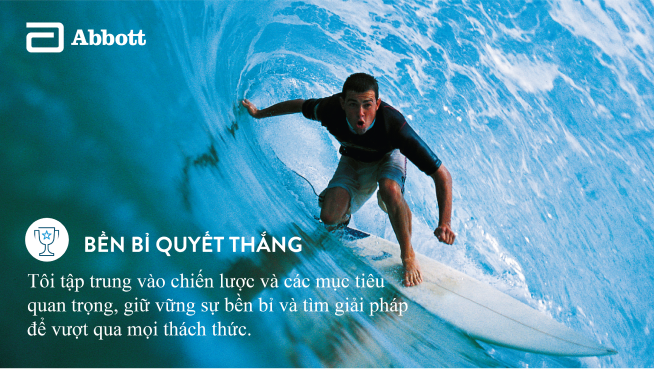 Abbott
BỀN BỈ QUYẾT THẮNG
Tôi tập trung vào chiến lược và các mục tiêu
quan trọng, giữ vững sự bền bỉ và tìm giải pháp
để vượt qua mọi thách thức.